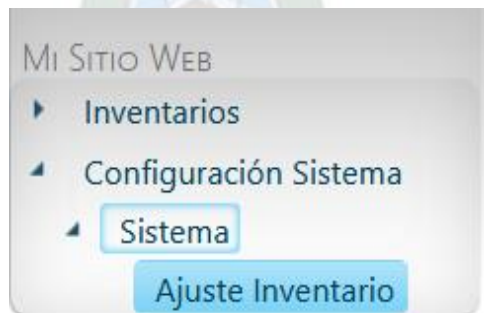 Mi Sitio Web
Inventarios
Configuración Sistema
Sistema
Ajuste Inventario